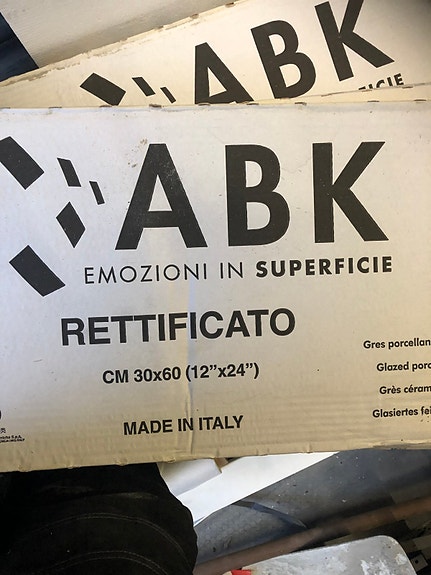 ABK
ABK
EMOZIONI IN SUPERFICIE
RETTIFICATO
CM 30x60 (12"x24")
MADE IN ITALY
Gres porcellan
Glazed porc
Grès céram
Glasiertes fei